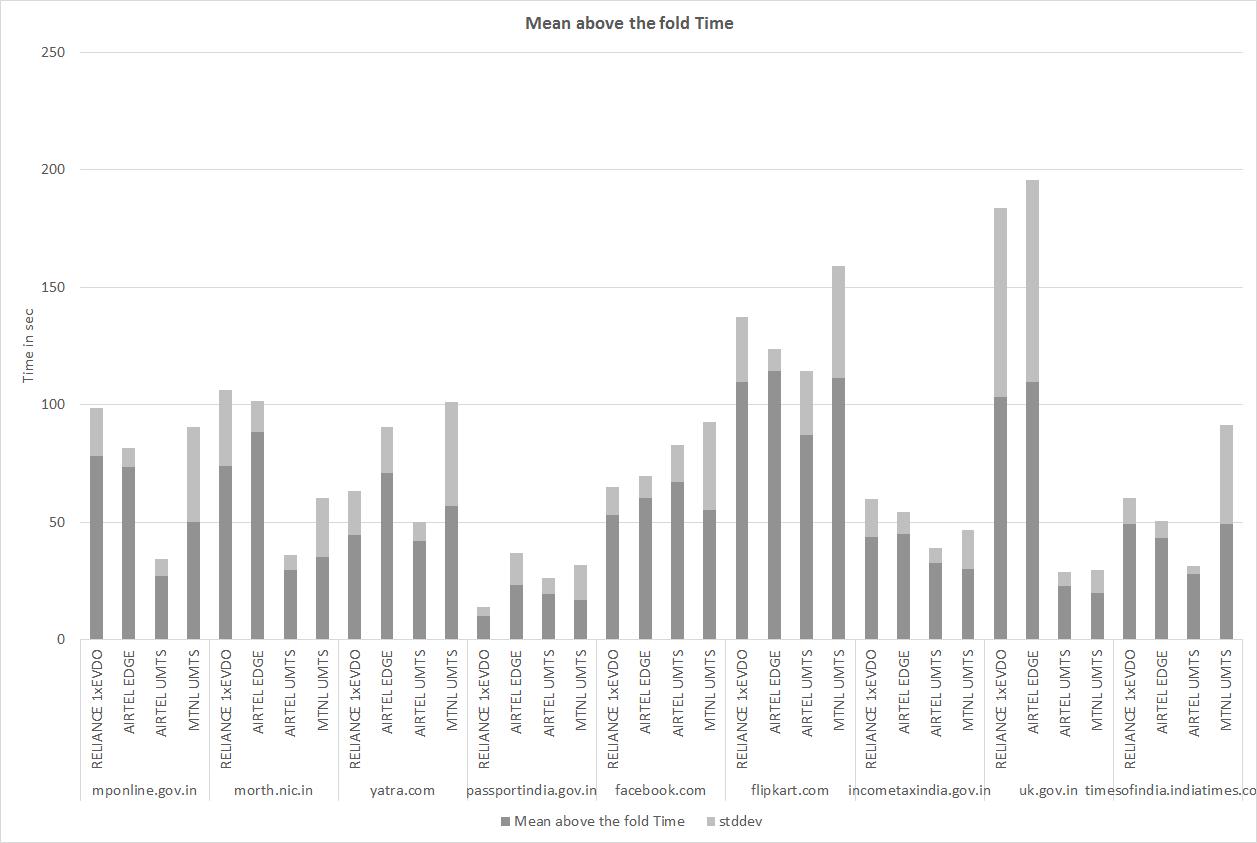 Mean above the fold Time
250
200
150
100
50
0
Time in sec
RELIANCE 1xEVDO
AIRTEL EDGE
AIRTEL UMTS
MTNL UMTS
RELIANCE 1xEVDO
AIRTEL EDGE
AIRTEL UMTS
MTNL UMTS
RELIANCE 1xEVDO
AIRTEL EDGE
AIRTEL UMTS
MTNL UMTS
RELIANCE 1xEVDO
AIRTEL EDGE
AIRTEL UMTS
MTNL UMTS
RELIANCE 1xEVDO
AIRTEL EDGE
AIRTEL UMTS
MTNL UMTS
RELIANCE 1xEVDO
AIRTEL EDGE
AIRTEL UMTS
MTNL UMTS
RELIANCE 1xEVDO
AIRTEL EDGE
AIRTEL UMTS
MTNL UMTS
RELIANCE 1xEVDO
AIRTEL EDGE
AIRTEL UMTS
MTNL UMTS
RELIANCE 1xEVDO
AIRTEL EDGE
AIRTEL UMTS
MTNL UMTS
mponline.gov.in
morth.nic.in
yatra.com
passportindia.gov.in
facebook.com
flipkart.com
incometaxindia.gov.in
uk.gov.in
timesofindia.indiatimes.co
Mean above the fold Time
stddev